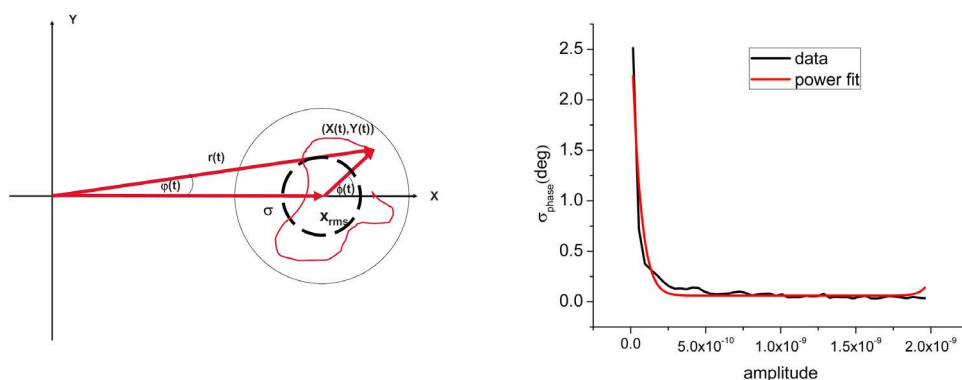 Y
(X(t),Y(t))
r(t)
φ(t)
ϕ(t)
X
σ
x_rms
data
power fit
σ_phase(deg)
2.5
2.0
1.5
1.0
0.5
0.0
0.0
5.0x10⁻¹⁰
1.0x10⁻⁹
1.5x10⁻⁹
2.0x10⁻⁹
amplitude